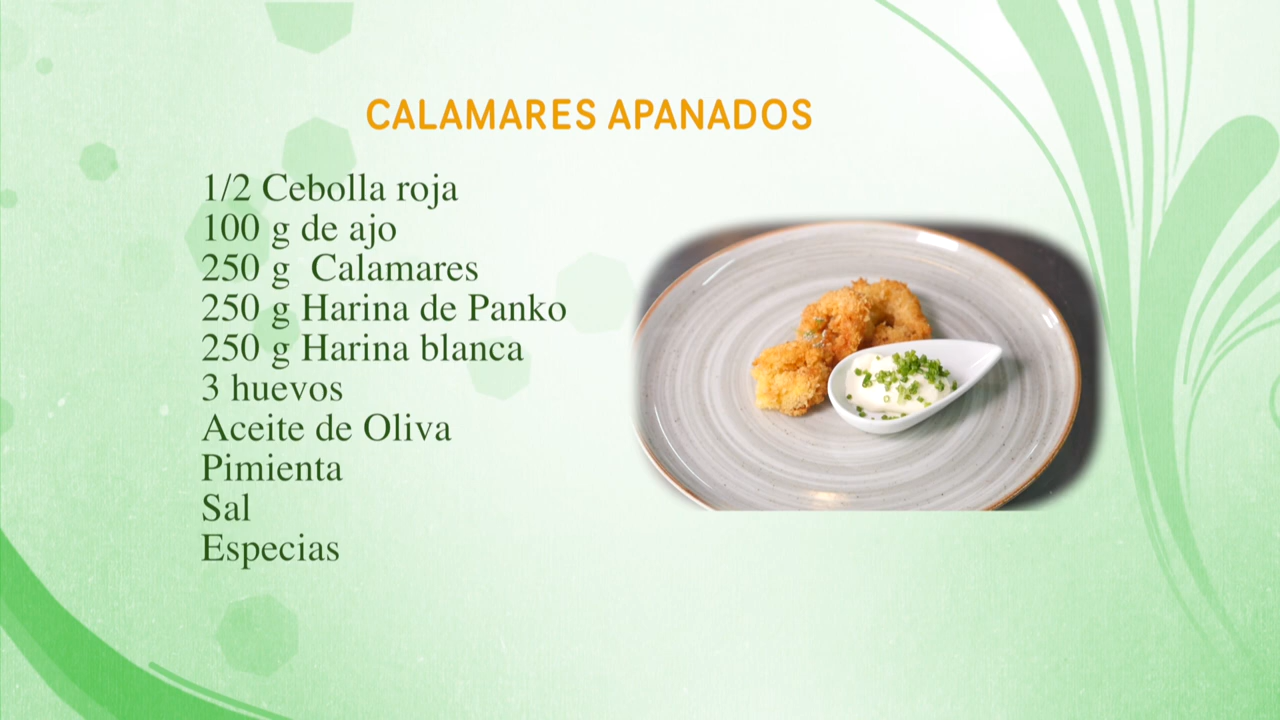 CALAMARES APANADOS
1/2 Cebolla roja
100 g de ajo
250 g  Calamares
250 g Harina de Panko
250 g Harina blanca
3 huevos
Aceite de Oliva
Pimienta
Sal
Especias